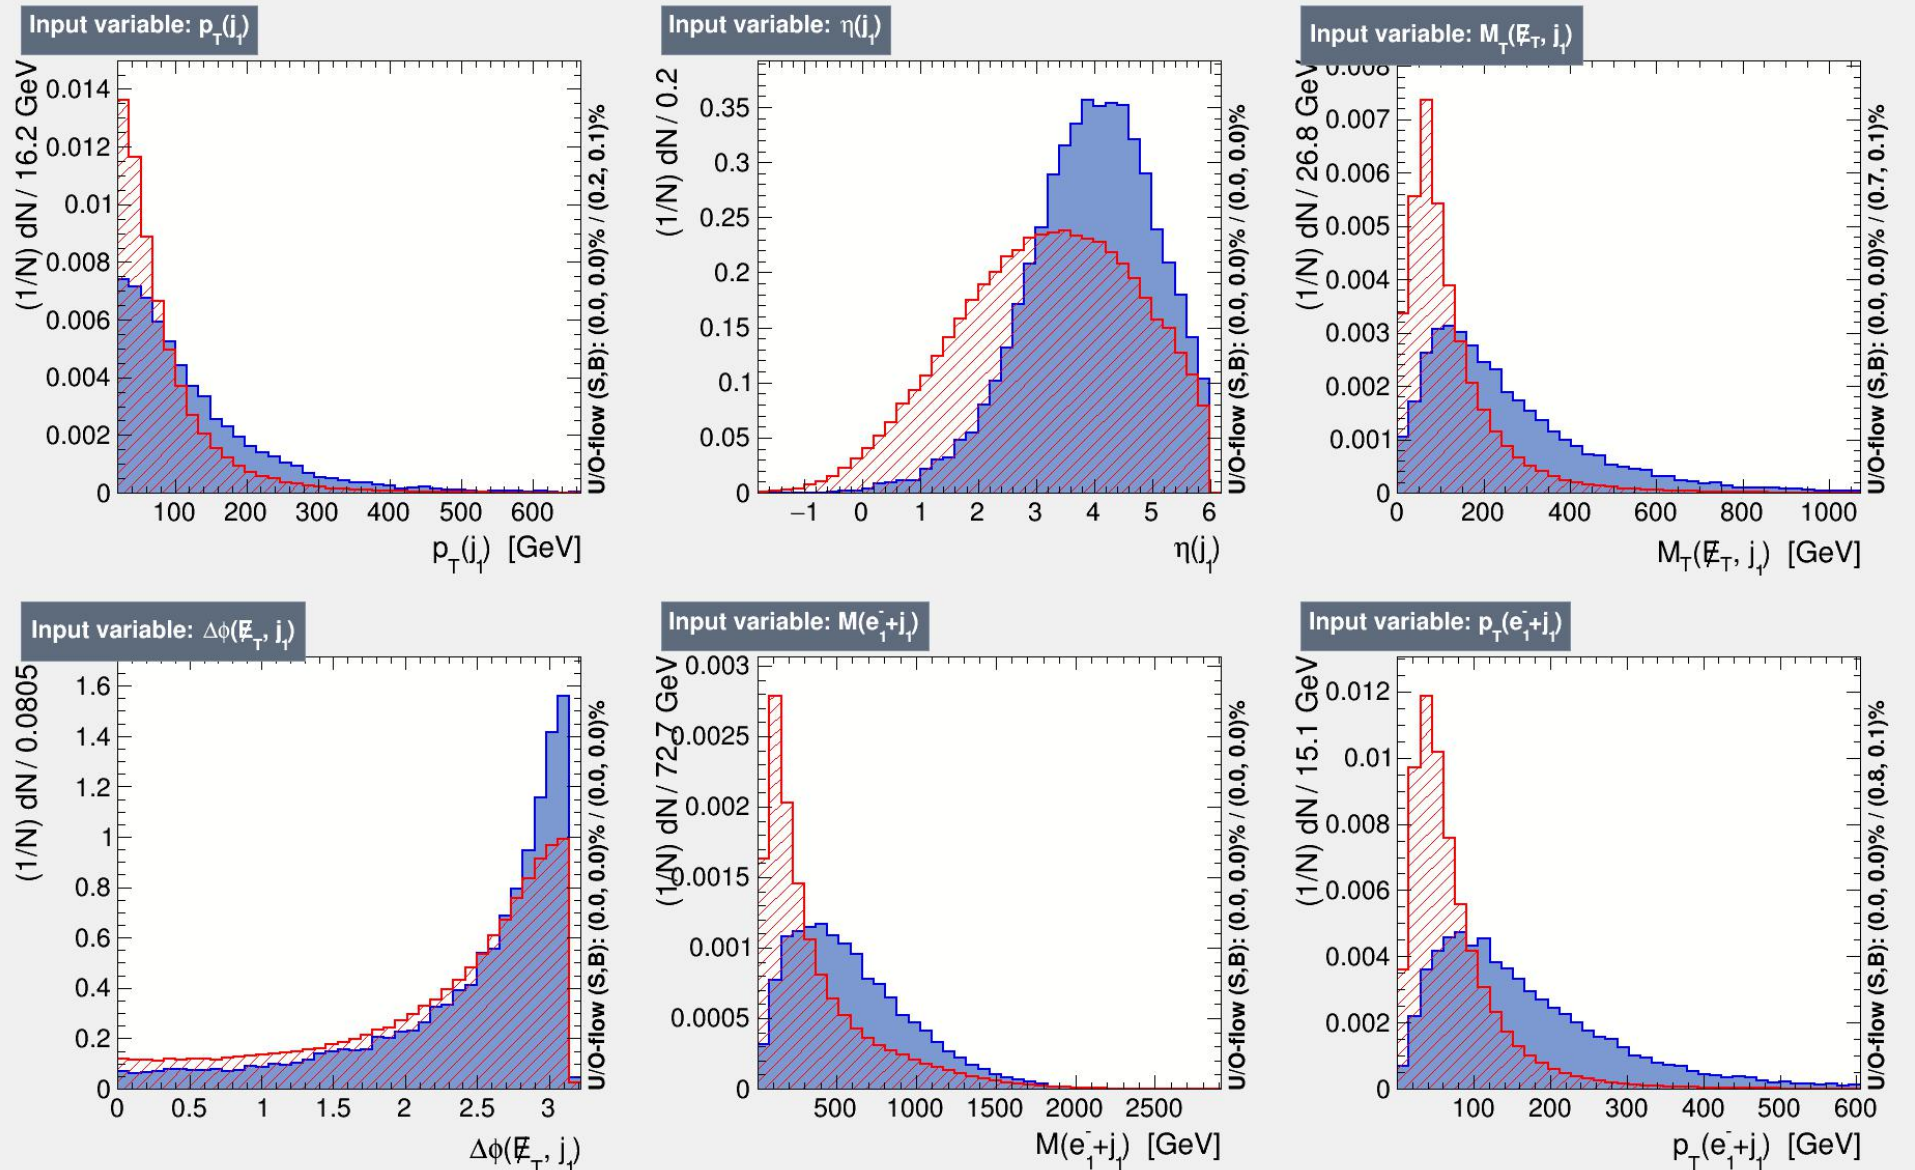 Input variable: p_T(j_1)
(1/N) dN / 16.2 GeV
0.014
0.012
0.01
0.008
0.006
0.004
0.002
0
100 200 300 400 500 600
p_T(j_1) [GeV]
U/O-flow (S,B): (0.0, 0.0)% / (0.2, 0.1)%
Input variable: η(j_1)
(1/N) dN / 0.2
0.35
0.3
0.25
0.2
0.15
0.1
0.05
0
−1 0 1 2 3 4 5 6
η(j_1)
U/O-flow (S,B): (0.0, 0.0)% / (0.0, 0.0)%
Input variable: M_T(E̸_T, j_1)
(1/N) dN / 26.8 GeV
0.008
0.007
0.006
0.005
0.004
0.003
0.002
0.001
0
0 200 400 600 800 1000
M_T(E̸_T, j_1) [GeV]
U/O-flow (S,B): (0.0, 0.0)% / (0.7, 0.1)%
Input variable: Δϕ(E̸_T, j_1)
(1/N) dN / 0.0805
1.6
1.4
1.2
1
0.8
0.6
0.4
0.2
0
0 0.5 1 1.5 2 2.5 3
Δϕ(E̸_T, j_1)
U/O-flow (S,B): (0.0, 0.0)% / (0.0, 0.0)%
Input variable: M(e^-_1+j_1)
(1/N) dN / 72.7 GeV
0.003
0.0025
0.002
0.0015
0.001
0.0005
0
500 1000 1500 2000 2500
M(e^-_1+j_1) [GeV]
U/O-flow (S,B): (0.0, 0.0)% / (0.0, 0.0)%
Input variable: p_T(e^-_1+j_1)
(1/N) dN / 15.1 GeV
0.012
0.01
0.008
0.006
0.004
0.002
0
100 200 300 400 500 600
p_T(e^-_1+j_1) [GeV]
U/O-flow (S,B): (0.0, 0.0)% / (0.8, 0.1)%